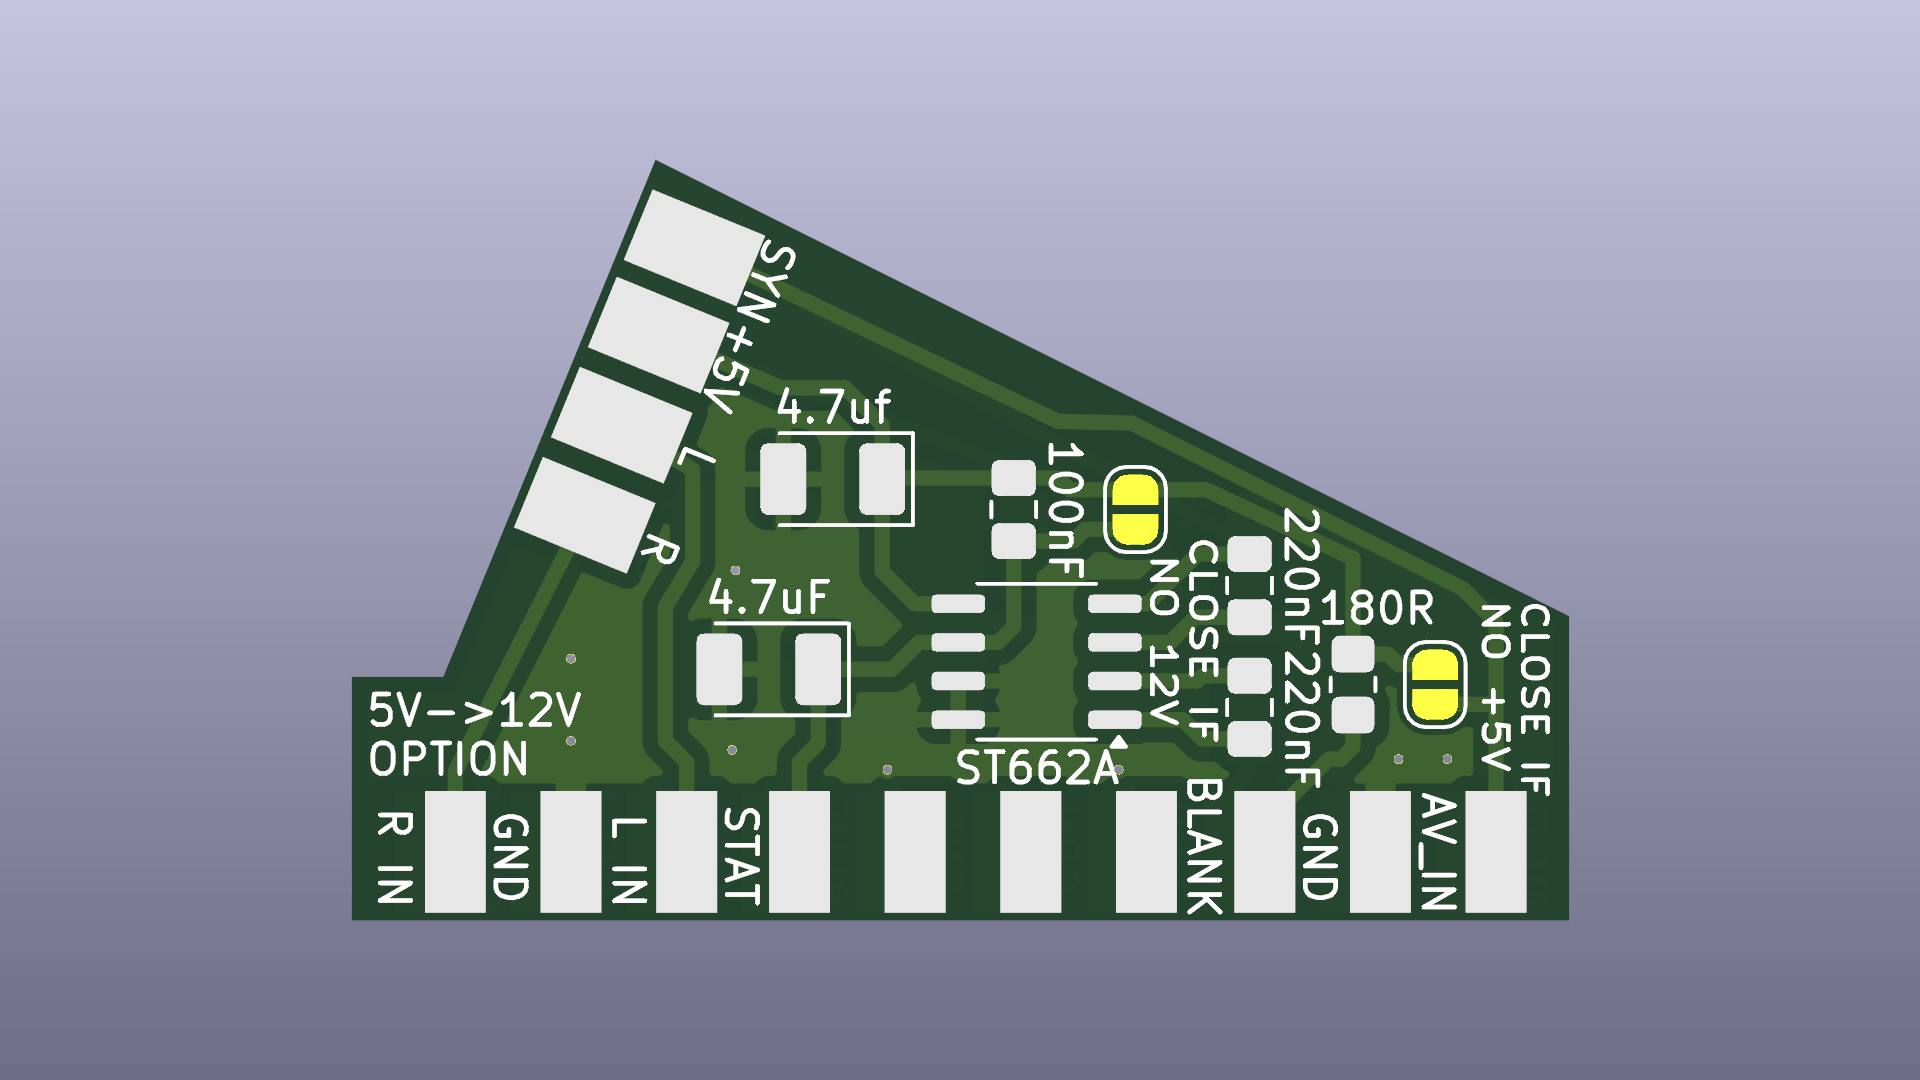 SYN
+5V
L
R
4.7uf
100nF
4.7uF
NO 12V
CLOSE IF
220nF
220nF
180R
NO +5V
CLOSE IF
5V->12V
OPTION
ST662A
R IN
GND
L IN
STAT
BLANK
GND
AV_IN